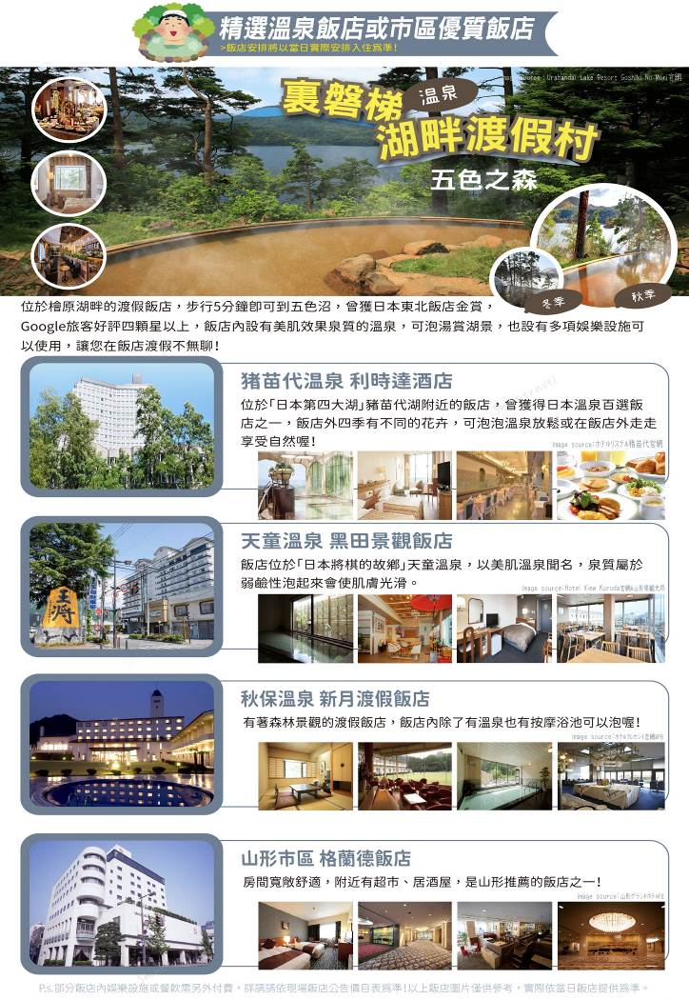 精選溫泉飯店或市區優質飯店
>飯店安排將以當日實際安排入住為準!
Image source：Urabandai Lake Resort Goshiki No Mori官網
裏磐梯
溫泉
湖畔渡假村
五色之森
冬季
秋季
位於檜原湖畔的渡假飯店，步行5分鐘即可到五色沼，曾獲日本東北飯店金賞，
Google旅客好評四顆星以上，飯店內設有美肌效果泉質的溫泉，可泡湯賞湖景，也設有多項娛樂設施可
以使用，讓您在飯店渡假不無聊!
猪苗代溫泉 利時達酒店
位於「日本第四大湖」豬苗代湖附近的飯店，曾獲得日本溫泉百選飯
店之一，飯店外四季有不同的花卉，可泡泡溫泉放鬆或在飯店外走走
享受自然喔!
Image source:ホテルリステル猪苗代官網
天童溫泉 黑田景觀飯店
飯店位於「日本將棋的故鄉」天童溫泉，以美肌溫泉聞名，泉質屬於
弱鹼性泡起來會使肌膚光滑。
Image source:Hotel View Kuroda官網&山形県観光局
王将
秋保溫泉 新月渡假飯店
有著森林景觀的渡假飯店，飯店內除了有溫泉也有按摩浴池可以泡喔!
Image source:ホテルクレセント官網&FB
山形市區 格蘭德飯店
房間寬敞舒適，附近有超市、居酒屋，是山形推薦的飯店之一!
Image source:山形グランドホテルFB
P.s.部分飯店內娛樂設施或餐飲需另外付費，詳請請依現場飯店公告價目表為準!以上飯店圖片僅供參考，實際依當日飯店提供為準。